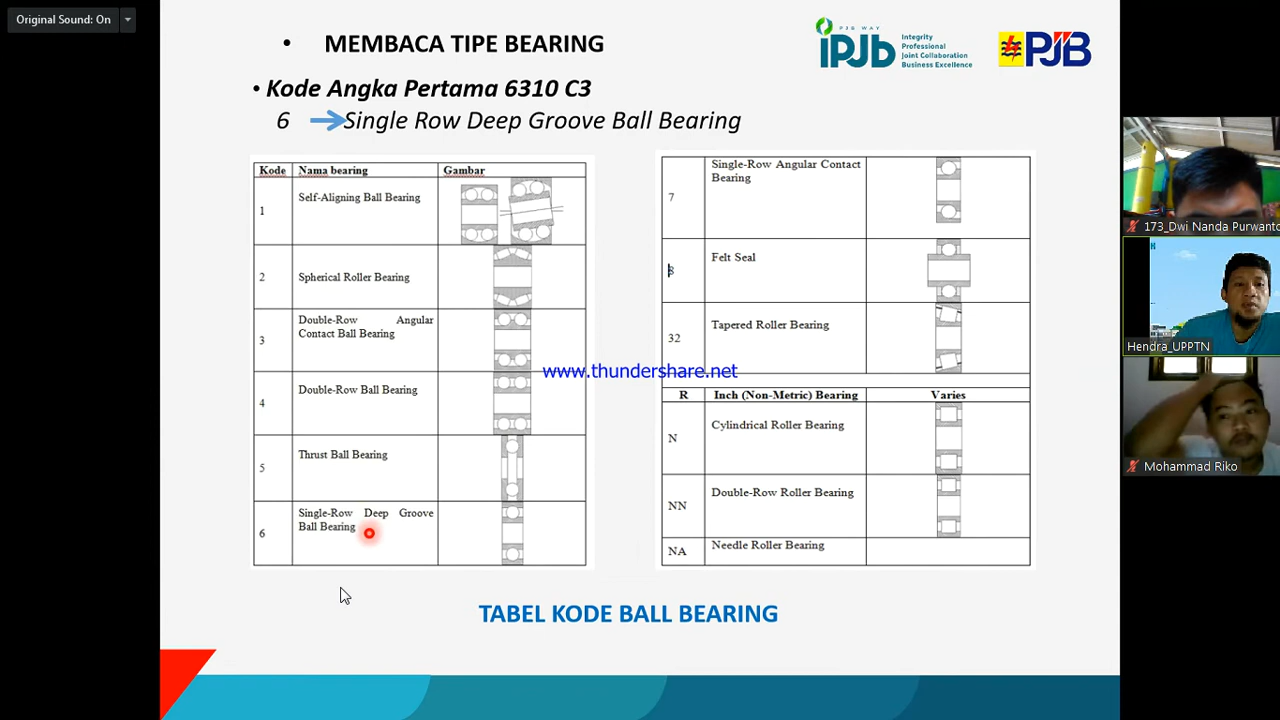 Original Sound: On
• MEMBACA TIPE BEARING
PJB WAY
iPJb
Integrity
Professional
Joint Collaboration
Business Excellence
PJB
• Kode Angka Pertama 6310 C3
6 Single Row Deep Groove Ball Bearing
Kode Nama bearing Gambar
1 Self-Aligning Ball Bearing
2 Spherical Roller Bearing
3 Double-Row Angular
Contact Ball Bearing
4 Double-Row Ball Bearing
5 Thrust Ball Bearing
6 Single-Row Deep Groove
Ball Bearing
7 Single-Row Angular Contact
Bearing
8 Felt Seal
32 Tapered Roller Bearing
www.thundershare.net
R Inch (Non-Metric) Bearing Varies
N Cylindrical Roller Bearing
NN Double-Row Roller Bearing
NA Needle Roller Bearing
TABEL KODE BALL BEARING
173_Dwi Nanda Purwanto
Hendra_UPPTN
Mohammad Riko